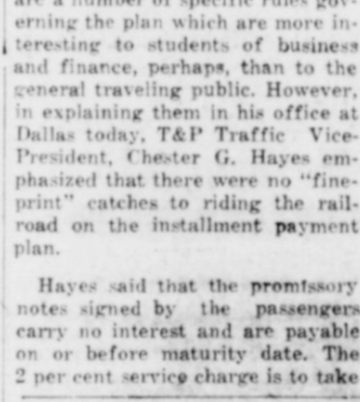 are a number of specific rules gov-
erning the plan which are more in-
teresting to students of business
and finance, perhaps, than to the
general traveling public. However,
in explaining them in his office at
Dallas today, T&P Traffic Vice-
President, Chester G. Hayes em-
phasized that there were no "fine-
print" catches to riding the rail-
road on the installment payment
plan.
Hayes said that the promissory
notes signed by the passengers
carry no interest and are payable
on or before maturity date. The
2 per cent service charge is to take